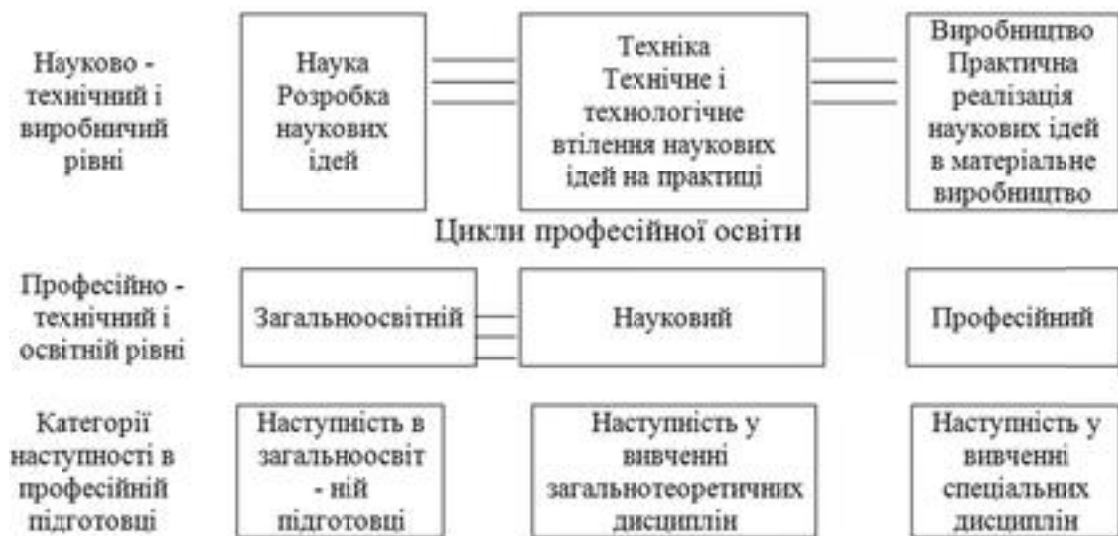 Науково -
технічний і
виробничий
рівні
Наука
Розробка
наукових
ідей
Техніка
Технічне і
технологічне
втілення наукових
ідей на практиці
Виробництво
Практична
реалізація
наукових ідей
в матеріальне
виробництво
Цикли професійної освіти
Професійно -
технічний і
освітній рівні
Загальноосвітній
Науковий
Професійний
Категорії
наступності в
професійній
підготовці
Наступність в
загальноосвіт
- ній
підготовці
Наступність у
вивченні
загальнотеоретичних
дисциплін
Наступність у
вивченні
спеціальних
дисциплін